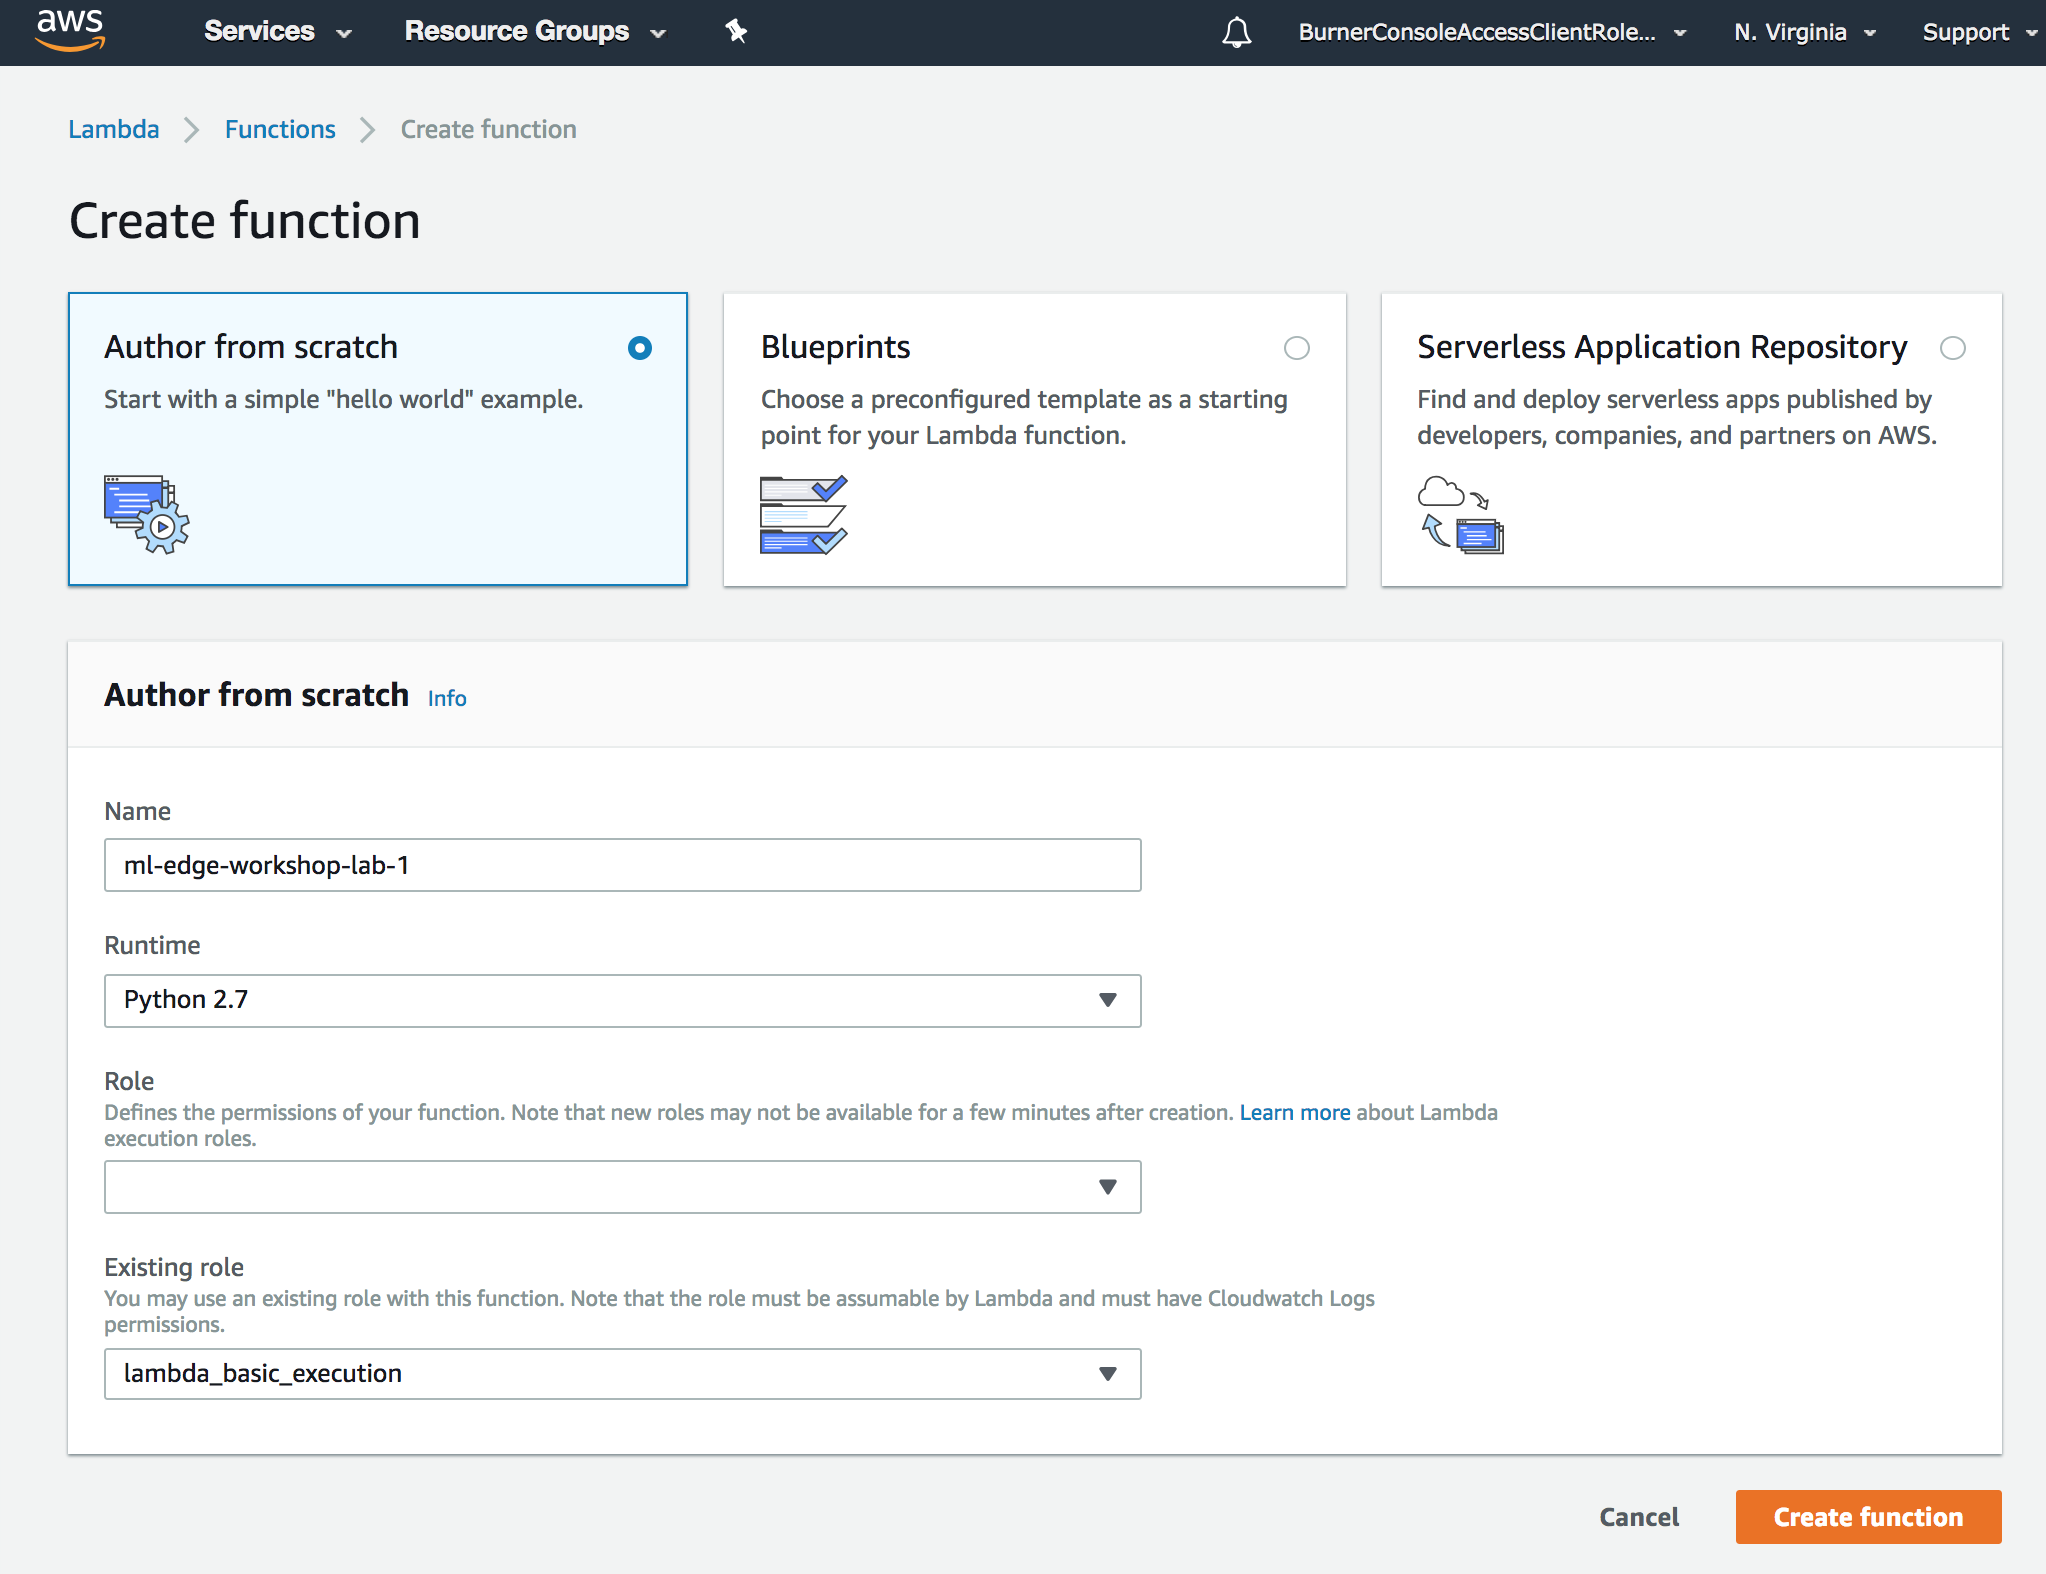 aws Services Resource Groups BurnerConsoleAccessClientRole... N. Virginia Support
Lambda Functions Create function
Create function
Author from scratch
Start with a simple "hello world" example.
Blueprints
Choose a preconfigured template as a starting
point for your Lambda function.
Serverless Application Repository
Find and deploy serverless apps published by
developers, companies, and partners on AWS.
Author from scratch Info
Name
ml-edge-workshop-lab-1
Runtime
Python 2.7
Role
Defines the permissions of your function. Note that new roles may not be available for a few minutes after creation. Learn more about Lambda
execution roles.
Existing role
You may use an existing role with this function. Note that the role must be assumable by Lambda and must have Cloudwatch Logs
permissions.
lambda_basic_execution
Cancel Create function